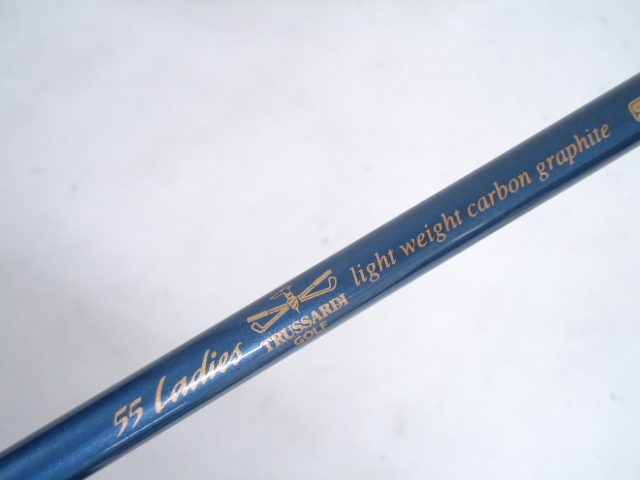 55 Ladies
TRUSSARDI
GOLF
light weight carbon graphite